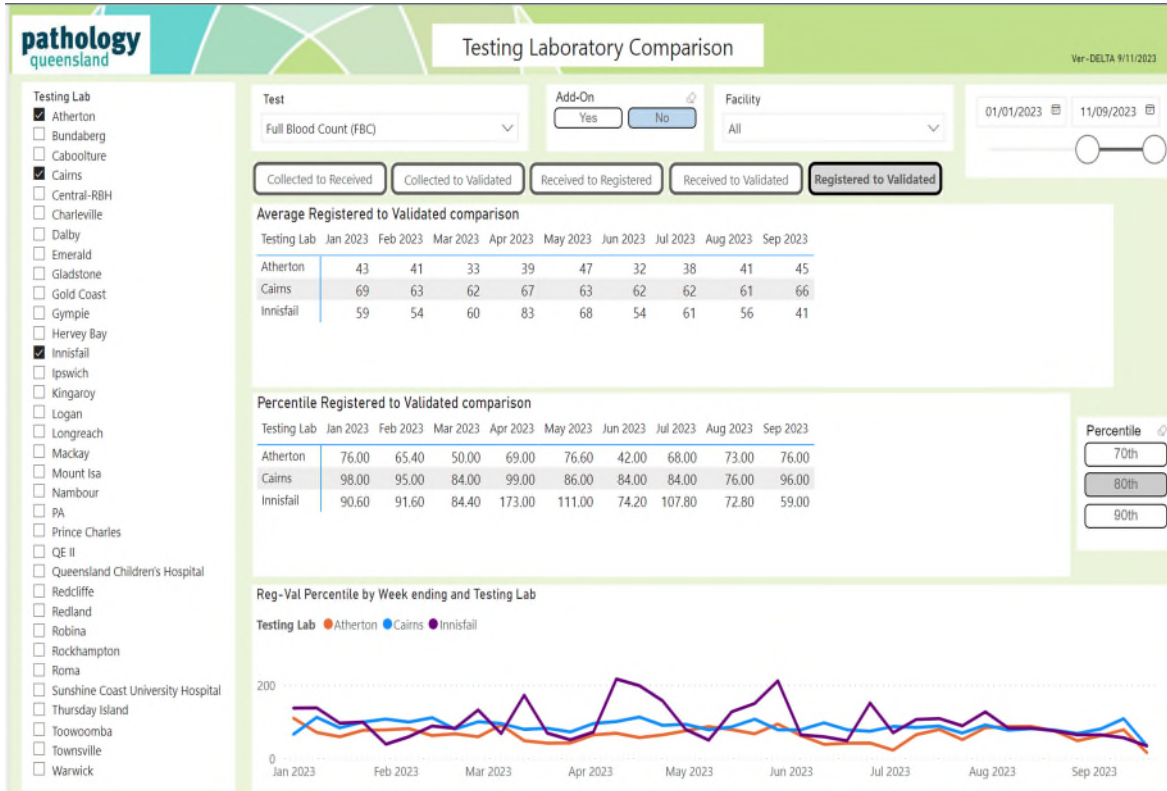 pathology
queensland
Testing Laboratory Comparison
Ver-DELTA 9/11/2023
Testing Lab
Atherton
Bundaberg
Caboolture
Cairns
Central-RBH
Charleville
Dalby
Emerald
Gladstone
Gold Coast
Gympie
Hervey Bay
Innisfail
Ipswich
Kingaroy
Logan
Longreach
Mackay
Mount Isa
Nambour
PA
Prince Charles
QE II
Queensland Children's Hospital
Redcliffe
Redland
Robina
Rockhampton
Roma
Sunshine Coast University Hospital
Thursday Island
Toowoomba
Townsville
Warwick
Test
Full Blood Count (FBC)
Add-On
Yes No
Facility
All
01/01/2023 11/09/2023
Collected to Received Collected to Validated Received to Registered Received to Validated Registered to Validated
Average Registered to Validated comparison
Testing Lab Jan 2023 Feb 2023 Mar 2023 Apr 2023 May 2023 Jun 2023 Jul 2023 Aug 2023 Sep 2023
Atherton 43 41 33 39 47 32 38 41 45
Cairns 69 63 62 67 63 62 62 61 66
Innisfail 59 54 60 83 68 54 61 56 41
Percentile Registered to Validated comparison
Testing Lab Jan 2023 Feb 2023 Mar 2023 Apr 2023 May 2023 Jun 2023 Jul 2023 Aug 2023 Sep 2023
Atherton 76.00 65.40 50.00 69.00 76.60 42.00 68.00 73.00 76.00
Cairns 98.00 95.00 84.00 99.00 86.00 84.00 84.00 76.00 96.00
Innisfail 90.60 91.60 84.40 173.00 111.00 74.20 107.80 72.80 59.00
Percentile
70th
80th
90th
Reg-Val Percentile by Week ending and Testing Lab
Testing Lab Atherton Cairns Innisfail
200
0
Jan 2023 Feb 2023 Mar 2023 Apr 2023 May 2023 Jun 2023 Jul 2023 Aug 2023 Sep 2023